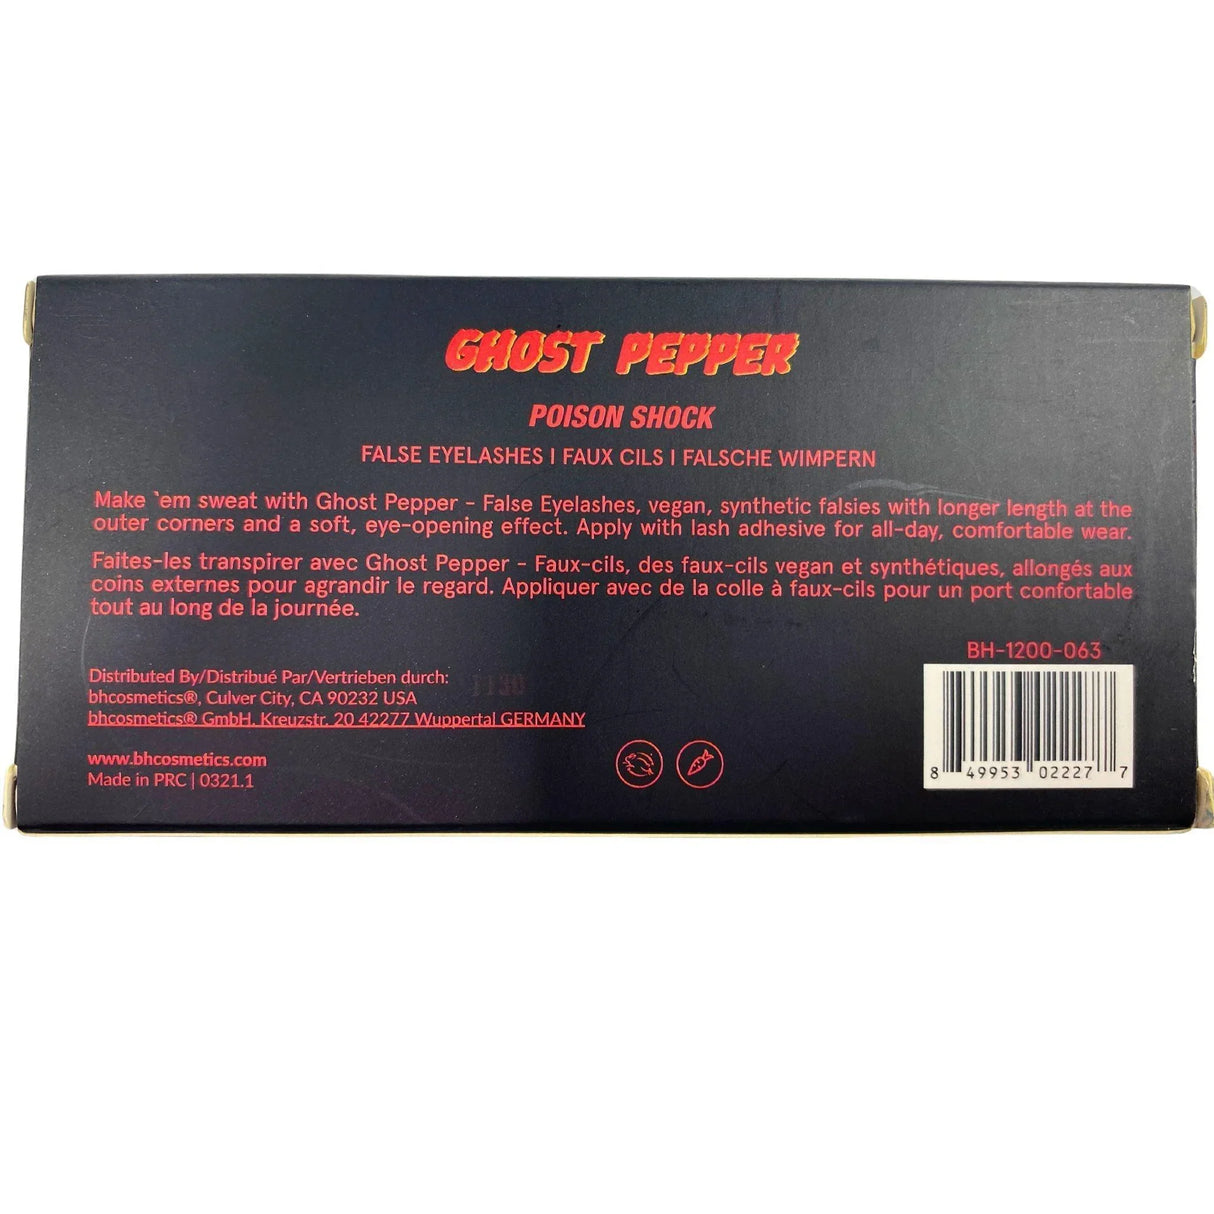 GHOST PEPPER
POISON SHOCK
FALSE EYELASHES | FAUX CILS | FALSCHE WIMPERN
Make 'em sweat with Ghost Pepper - False Eyelashes, vegan, synthetic falsies with longer length at the
outer corners and a soft, eye-opening effect. Apply with lash adhesive for all-day, comfortable wear.
Faites-les transpirer avec Ghost Pepper - Faux-cils, des faux-cils vegan et synthétiques, allongés aux
coins externes pour agrandir le regard. Appliquer avec de la colle à faux-cils pour un port confortable
tout au long de la journée.
BH-1200-063
Distributed By/Distribué Par/Vertrieben durch:
bhcosmetics®, Culver City, CA 90232 USA
bhcosmetics® GmbH, Kreuzstr. 20 42277 Wuppertal GERMANY
www.bhcosmetics.com
Made in PRC | 0321.1
8 49953 02227 7